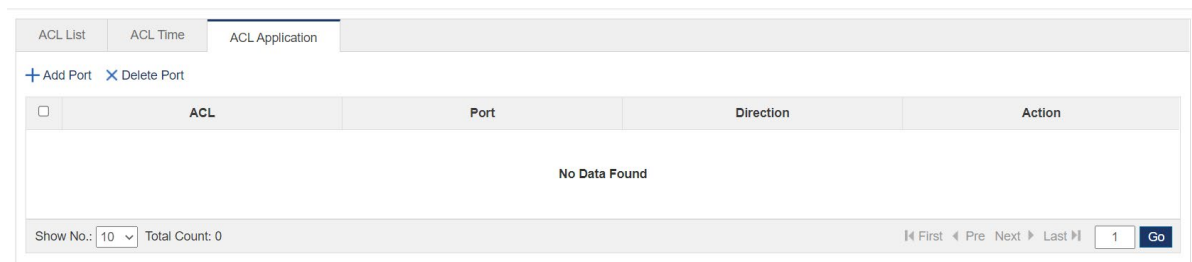 ACL List ACL Time ACL Application
Add Port Delete Port
ACL Port Direction Action
No Data Found
Show No.: 10 Total Count: 0 First Pre Next Last 1 Go